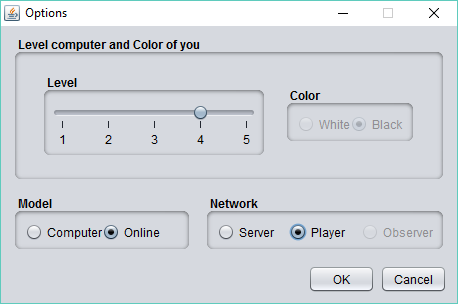 Options
Level computer and Color of you
Level
1 2 3 4 5
Color
White Black
Model
Computer Online
Network
Server Player Observer
OK Cancel